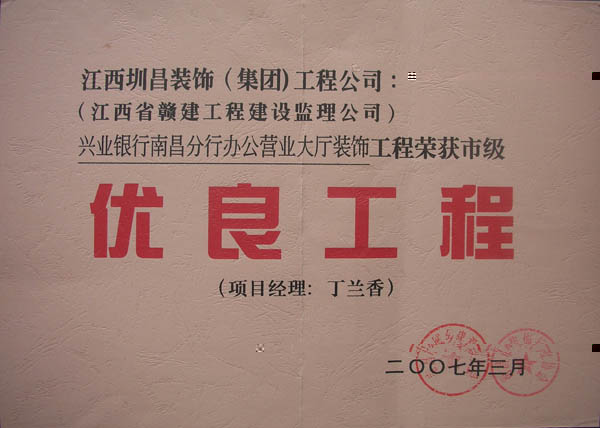 江西圳昌装饰（集团）工程公司：
（江西省赣建工程建设监理公司）
兴业银行南昌分行办公营业大厅装饰工程荣获市级
优良工程
（项目经理：丁兰香）
二〇〇七年三月